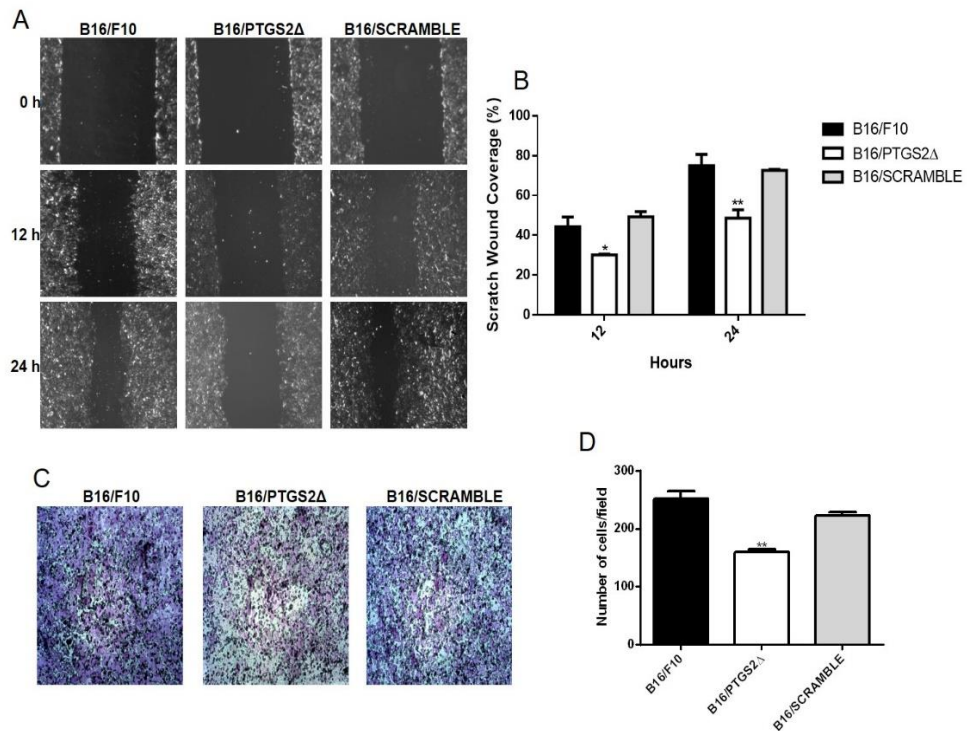 A
B16/F10 B16/PTGS2Δ B16/SCRAMBLE
0 h
12 h
24 h
B
Scratch Wound Coverage (%)
100
80
60
40
20
0
*
**
12 24
Hours
B16/F10
B16/PTGS2Δ
B16/SCRAMBLE
C
B16/F10 B16/PTGS2Δ B16/SCRAMBLE
D
Number of cells/field
300
200
100
0
**
B16/F10
B16/PTGS2Δ
B16/SCRAMBLE